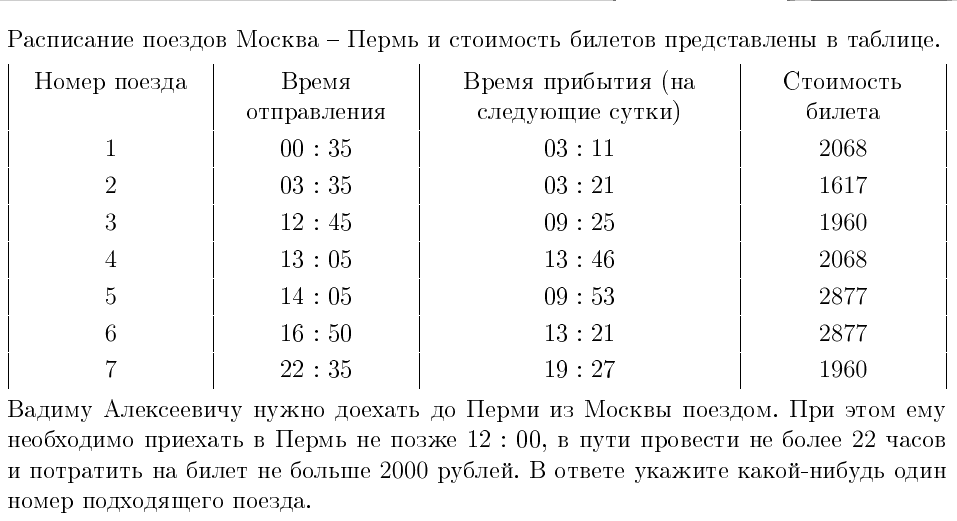 Расписание поездов Москва – Пермь и стоимость билетов представлены в таблице.
Номер поезда Время отправления Время прибытия (на следующие сутки) Стоимость билета
1 00 : 35 03 : 11 2068
2 03 : 35 03 : 21 1617
3 12 : 45 09 : 25 1960
4 13 : 05 13 : 46 2068
5 14 : 05 09 : 53 2877
6 16 : 50 13 : 21 2877
7 22 : 35 19 : 27 1960
Вадиму Алексеевичу нужно доехать до Перми из Москвы поездом. При этом ему
необходимо приехать в Пермь не позже 12 : 00, в пути провести не более 22 часов
и потратить на билет не больше 2000 рублей. В ответе укажите какой-нибудь один
номер подходящего поезда.